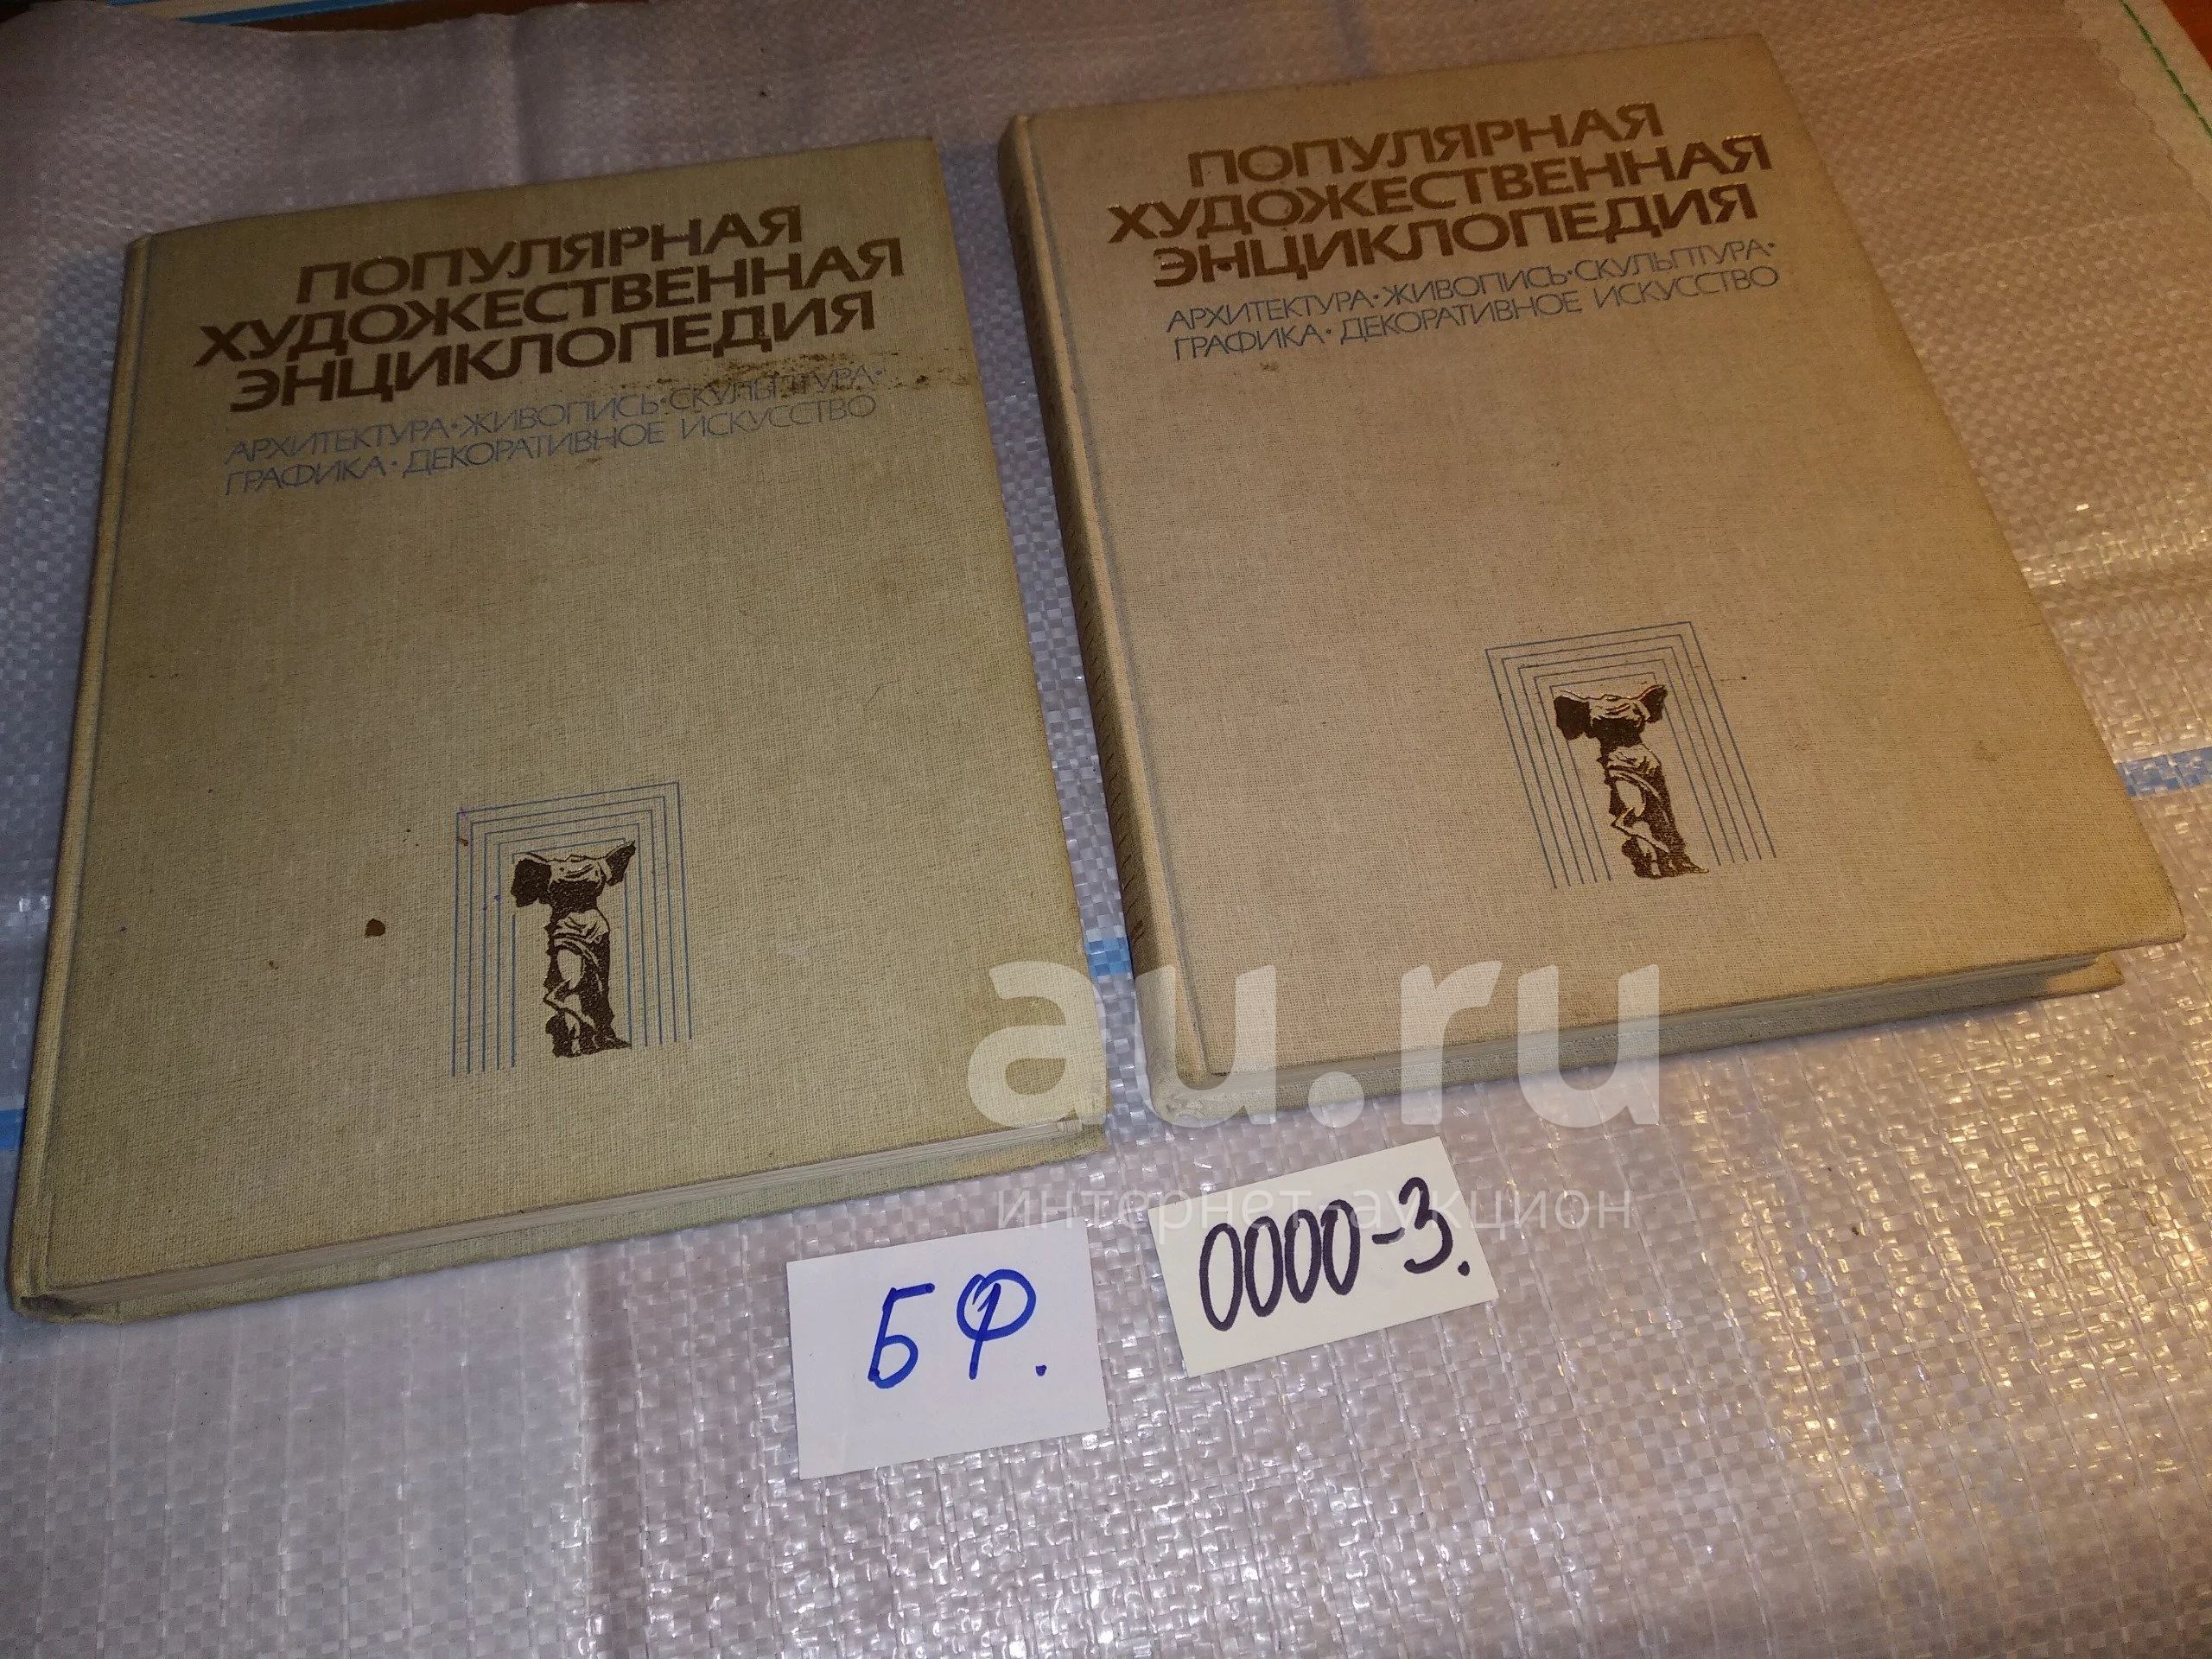 ПОПУЛЯРНАЯ
ХУДОЖЕСТВЕННАЯ
ЭНЦИКЛОПЕДИЯ
АРХИТЕКТУРА·ЖИВОПИСЬ·СКУЛЬПТУРА·
ГРАФИКА·ДЕКОРАТИВНОЕ ИСКУССТВО
ПОПУЛЯРНАЯ
ХУДОЖЕСТВЕННАЯ
ЭНЦИКЛОПЕДИЯ
АРХИТЕКТУРА·ЖИВОПИСЬ·СКУЛЬПТУРА·
ГРАФИКА·ДЕКОРАТИВНОЕ ИСКУССТВО
au.ru
интернет-аукцион
БФ.
0000-3.